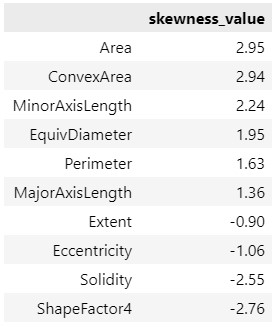 skewness_value
Area 2.95
ConvexArea 2.94
MinorAxisLength 2.24
EquivDiameter 1.95
Perimeter 1.63
MajorAxisLength 1.36
Extent -0.90
Eccentricity -1.06
Solidity -2.55
ShapeFactor4 -2.76